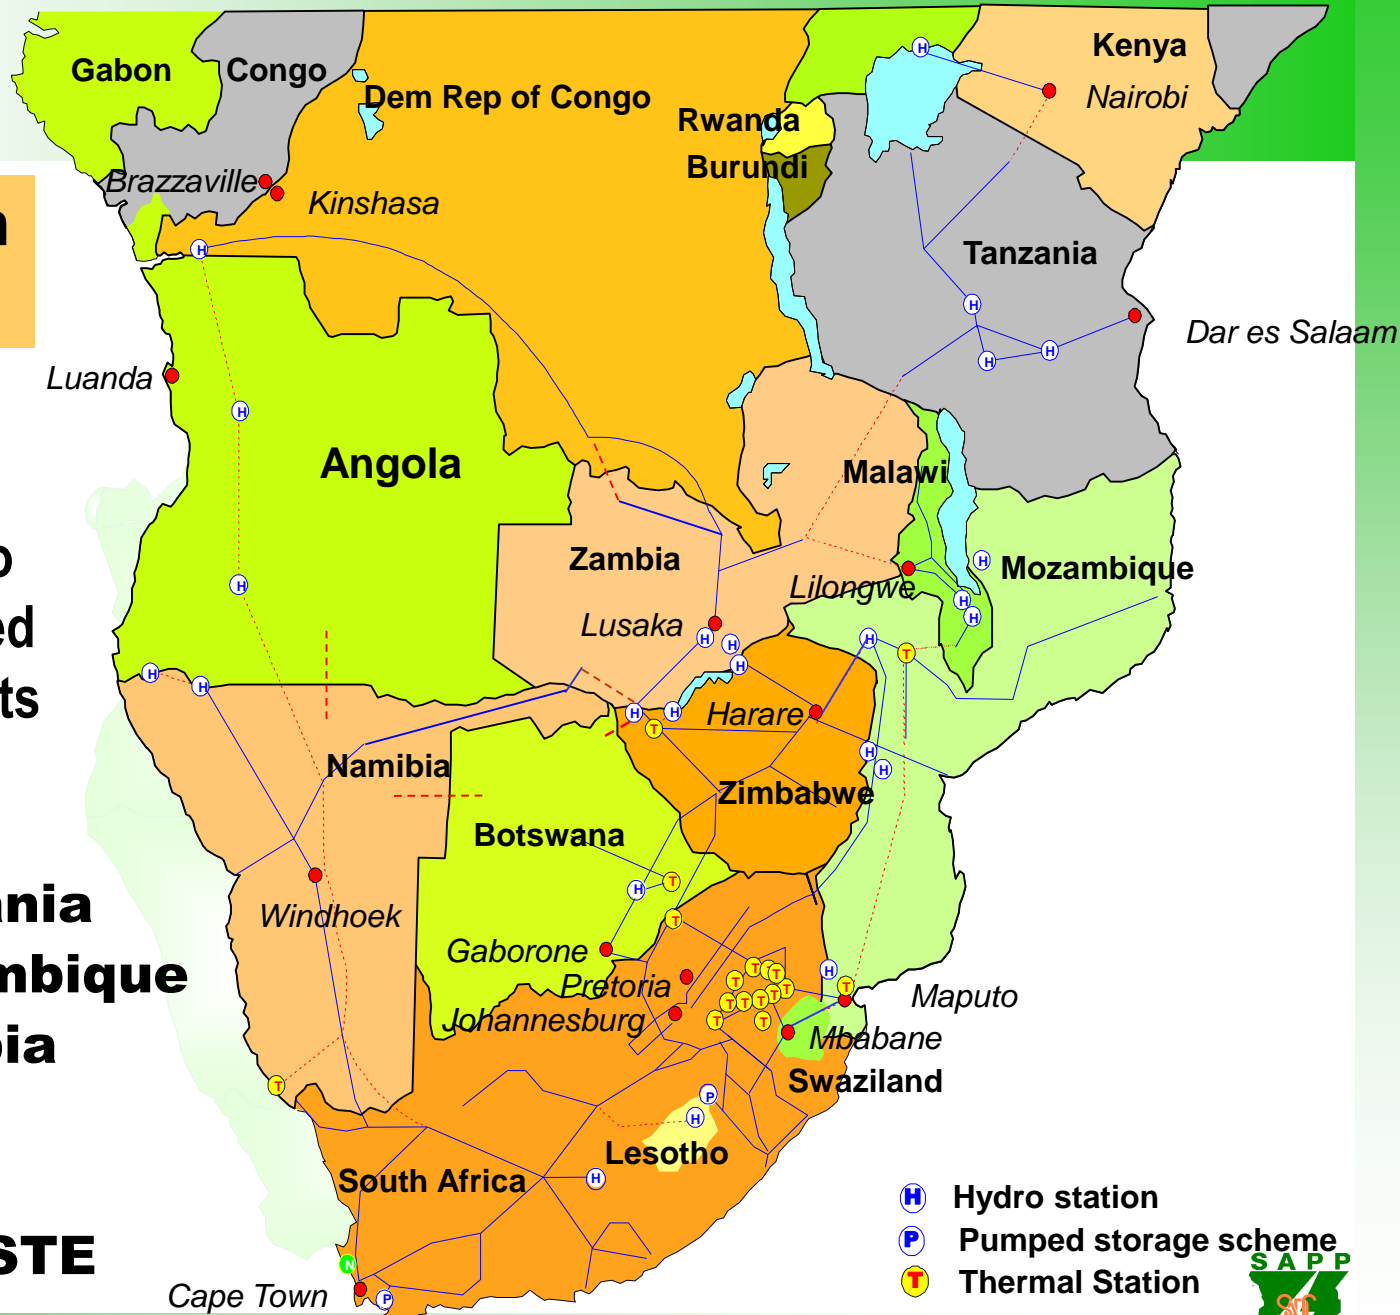 Gabon
Congo
Kenya
Dem Rep of Congo
Nairobi
Rwanda
Burundi
Brazzaville
Kinshasa
H
H
Tanzania
H
Dar es Salaam
H
H
Luanda
H
Angola
Malawi
Zambia
H
Mozambique
Lilongwe
H
H
H
Lusaka
H
H
H
T
H
H
H
H
H
T
Harare
H
H
Namibia
Zimbabwe
Botswana
H
T
T
Windhoek
Gaborone
Pretoria
H
T
T
T
T
T
T
T
T
T
T
T
T
Johannesburg
Maputo
Mbabane
Swaziland
T
P
H
Lesotho
South Africa
H
N
Cape Town
P
ania
mbique
bia
STE
ed
ts
H Hydro station
P Pumped storage scheme
T Thermal Station
SAPP